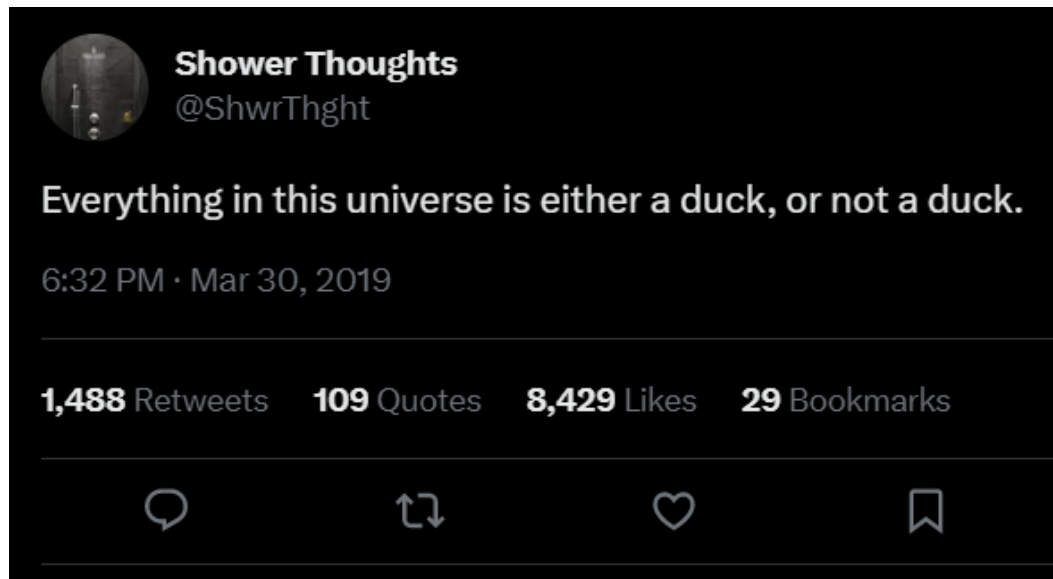 Shower Thoughts
@ShwrThght
Everything in this universe is either a duck, or not a duck.
6:32 PM · Mar 30, 2019
1,488 Retweets 109 Quotes 8,429 Likes 29 Bookmarks